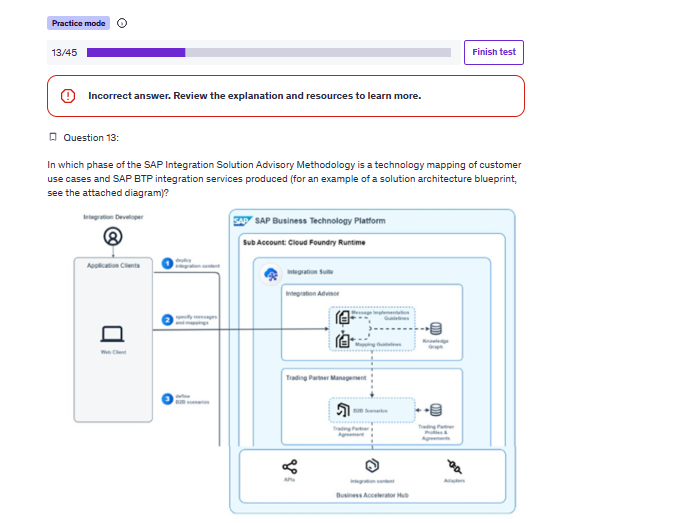 Practice mode
13/45
Finish test
Incorrect answer. Review the explanation and resources to learn more.
Question 13:
In which phase of the SAP Integration Solution Advisory Methodology is a technology mapping of customer
use cases and SAP BTP integration services produced (for an example of a solution architecture blueprint,
see the attached diagram)?
Integration Developer
SAP SAP Business Technology Platform
Sub Account: Cloud Foundry Runtime
Application Clients
1 deploy
integration content
Integration Suite
Integration Advisor
Message Implementation
Guidelines
2 specify messages
and mappings
Mapping Guidelines
Knowledge
Graph
Web Client
Trading Partner Management
3 define
B2B scenarios
B2B Scenarios
Trading Partner
Agreement
Trading Partner
Profiles &
Agreements
APIs
Integration content
Adapters
Business Accelerator Hub